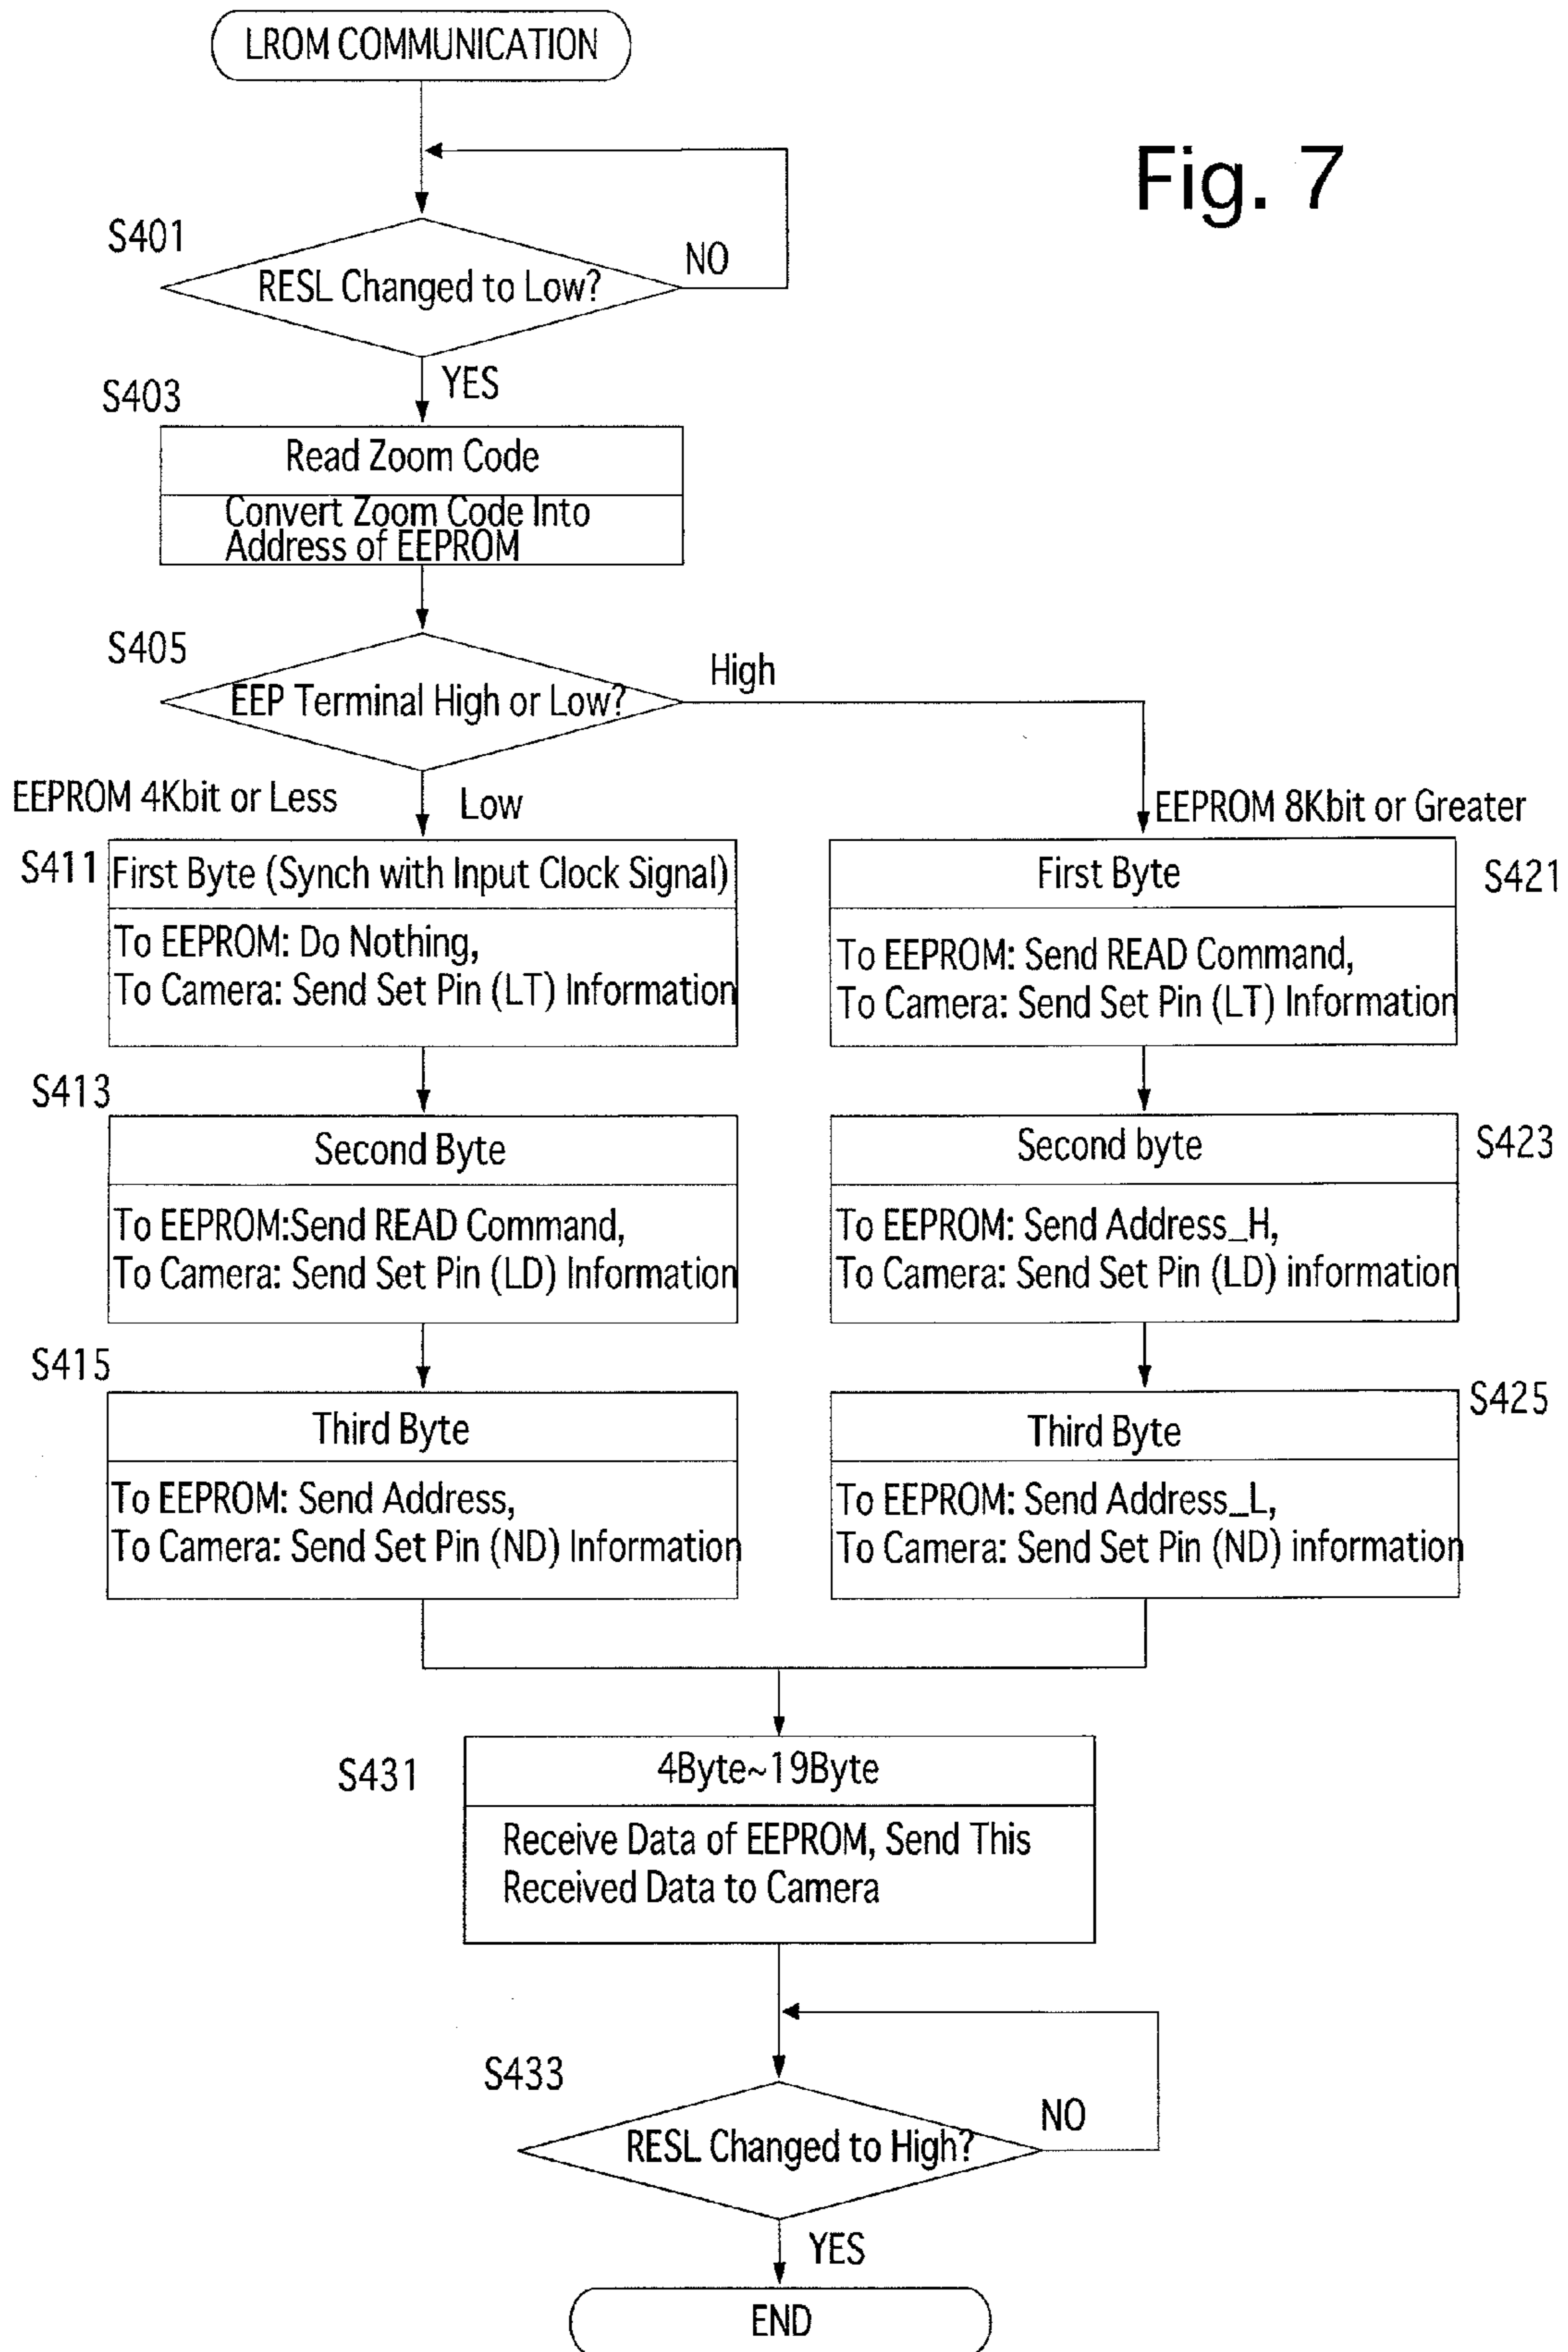 LROM COMMUNICATION
Fig. 7
S401
RESL Changed to Low?
NO
YES
S403
Read Zoom Code
Convert Zoom Code Into
Address of EEPROM
S405
EEP Terminal High or Low?
High
EEPROM 4Kbit or Less
Low
EEPROM 8Kbit or Greater
S411
First Byte (Synch with Input Clock Signal)
To EEPROM: Do Nothing,
To Camera: Send Set Pin (LT) Information
First Byte
S421
To EEPROM: Send READ Command,
To Camera: Send Set Pin (LT) Information
S413
Second Byte
To EEPROM:Send READ Command,
To Camera: Send Set Pin (LD) Information
Second byte
S423
To EEPROM: Send Address_H,
To Camera: Send Set Pin (LD) information
S415
Third Byte
To EEPROM: Send Address,
To Camera: Send Set Pin (ND) Information
Third Byte
S425
To EEPROM: Send Address_L,
To Camera: Send Set Pin (ND) information
S431
4Byte~19Byte
Receive Data of EEPROM, Send This
Received Data to Camera
S433
RESL Changed to High?
NO
YES
END